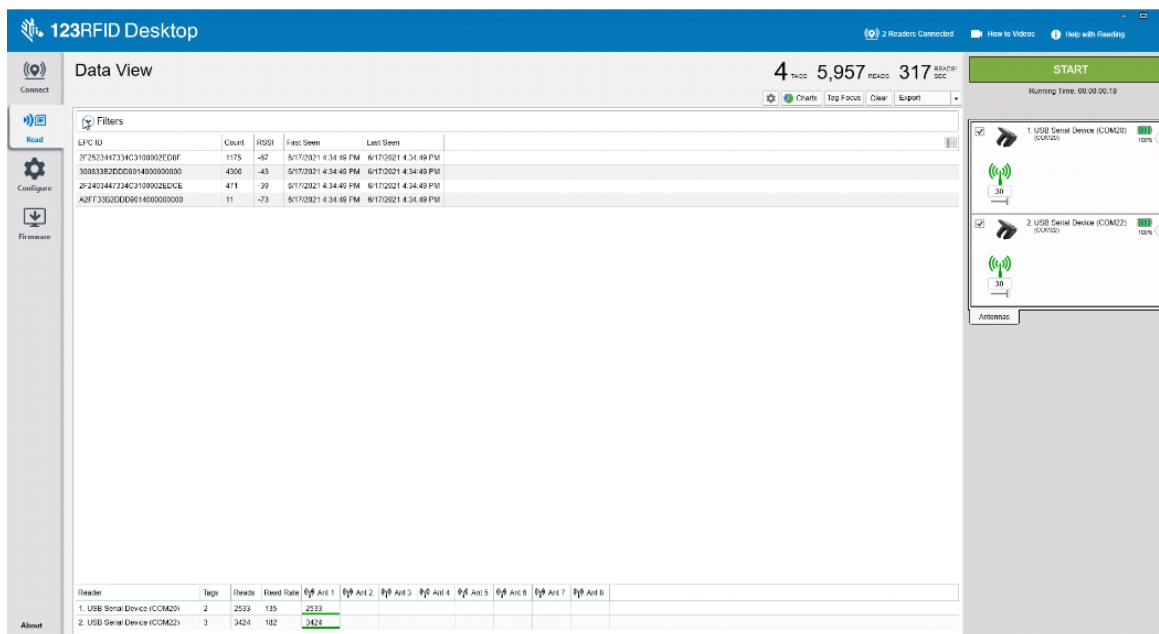 123RFID Desktop
2 Readers Connected
How to Videos
Help with Reading
Connect
Read
Configure
Firmware
About
Data View
4 TAGS 5,957 READS 317 READS/SEC
Charts Tag Focus Clear Export
START
Running Time: 00:00:00:18
Filters
EPC ID Count RSSI First Seen Last Seen
1175 -67 6/17/2021 4:34:49 PM 6/17/2021 4:34:49 PM
300833B2DDD9014000000000 4300 -43 6/17/2021 4:34:49 PM 6/17/2021 4:34:49 PM
2F2403447334C3100002EDCE 471 -39 6/17/2021 4:34:49 PM 6/17/2021 4:34:49 PM
A2FF33B2DDD9014000000000 11 -73 6/17/2021 4:34:49 PM 6/17/2021 4:34:49 PM
1. USB Serial Device (COM20)
(COM20)
100%
30
2. USB Serial Device (COM22)
(COM22)
100%
30
Antennas
Reader Tags Reads Read Rate Ant 1 Ant 2 Ant 3 Ant 4 Ant 5 Ant 6 Ant 7 Ant 8
1. USB Serial Device (COM20) 2 2533 135 2533
2. USB Serial Device (COM22) 3 3424 182 3424